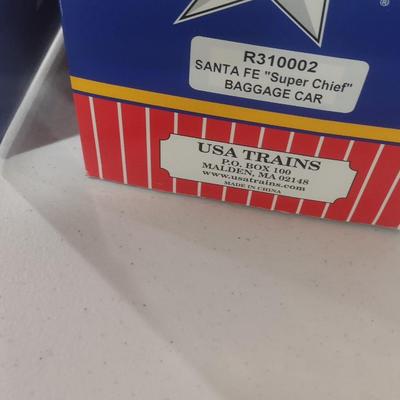 ®
R310002
SANTA FE "Super Chief"
BAGGAGE CAR
USA TRAINS
P.O. BOX 100
MALDEN, MA 02148
www.usatrains.com
MADE IN CHINA